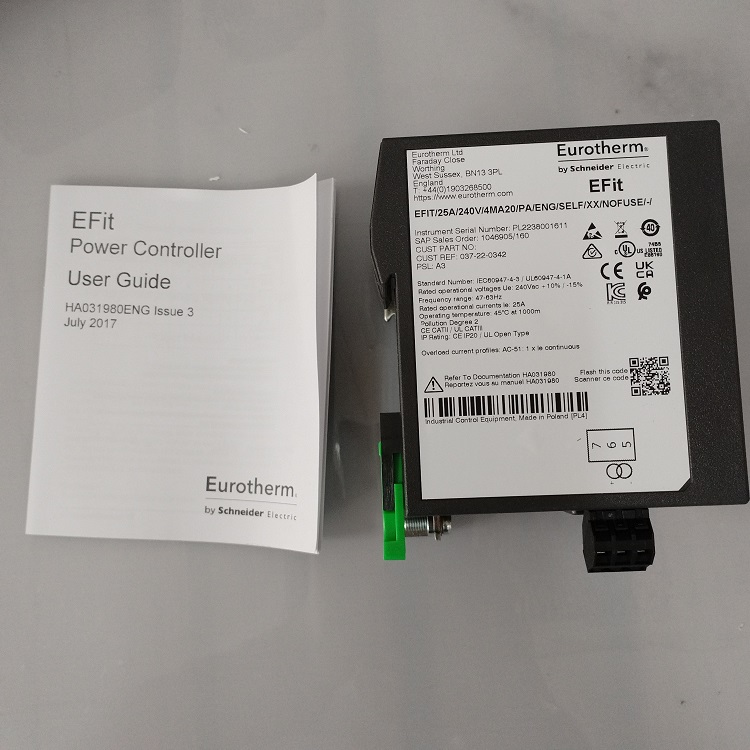 EFit
Power Controller
User Guide
HA031980ENG Issue 3
July 2017
Eurotherm.
by Schneider Electric
Eurotherm Ltd
Faraday Close
Worthing
West Sussex, BN13 3PL
England
T: +44(0)1903268500
https://www.eurotherm.com
Eurotherm®
by Schneider Electric
EFit
EFIT/25A/240V/4MA20/PA/ENG/SELF/XX/NOFUSE/-/
Instrument Serial Number: PL2238001611
SAP Sales Order: 1046905/160
CUST PART NO:
CUST REF: 037-22-0342
PSL: A3
40
c UL us LISTED
CE
UK
CA
Standard Number: IEC60947-4-3 / UL60947-4-1A
Rated operational voltages Ue: 240Vac +10% / -15%
Frequency range: 47-63Hz
Rated operational currents Ie: 25A
Operating temperature: 45°C at 1000m
Pollution Degree 2
CE CATII / UL CATIII
IP Rating: CE IP20 / UL Open Type
Overload current profiles: AC-51: 1 x Ie continuous
Refer To Documentation HA031980
Reportez vous au manuel HA031980
Flash this code
Scanner ce code
Industrial Control Equipment, Made in Poland [PL4]
7 6 5